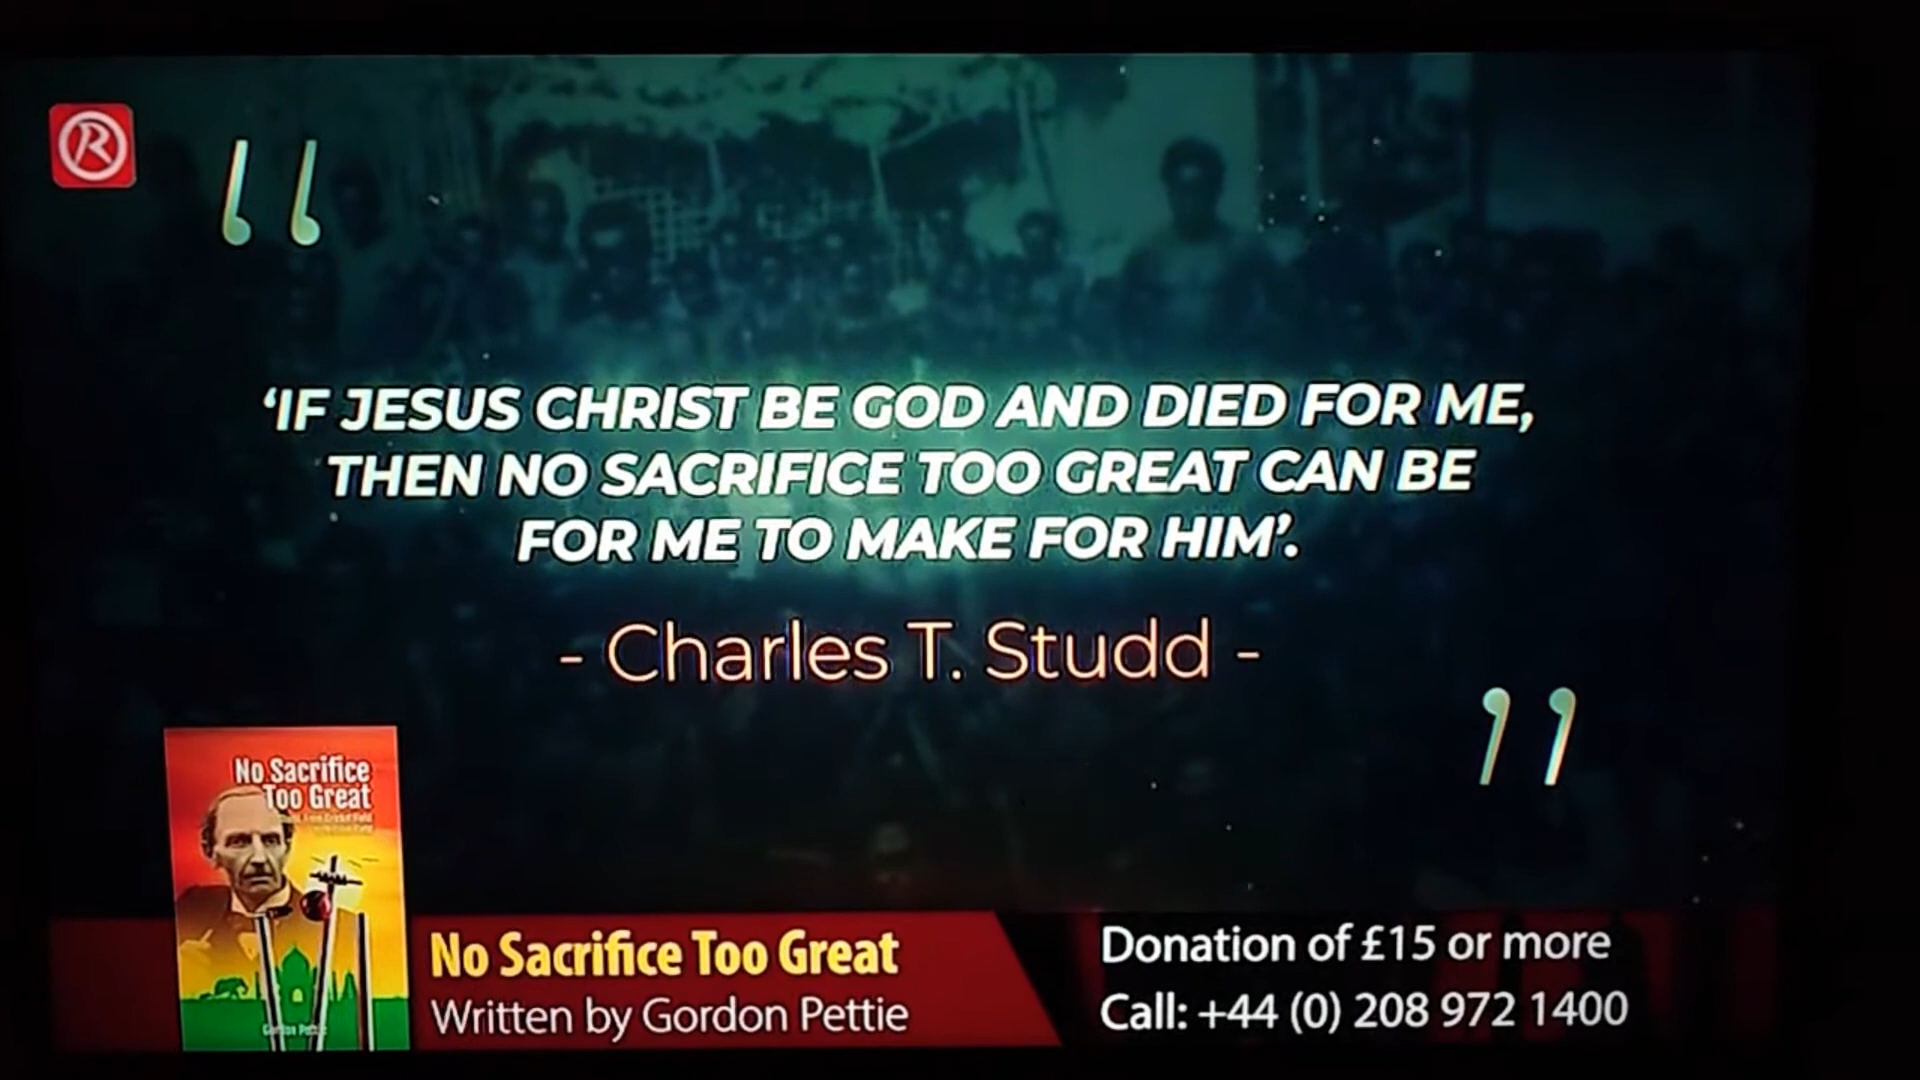 R
‘IF JESUS CHRIST BE GOD AND DIED FOR ME,
THEN NO SACRIFICE TOO GREAT CAN BE
FOR ME TO MAKE FOR HIM’.
- Charles T. Studd -
No Sacrifice
Too Great
Gordon Pettie
No Sacrifice Too Great
Written by Gordon Pettie
Donation of £15 or more
Call: +44 (0) 208 972 1400